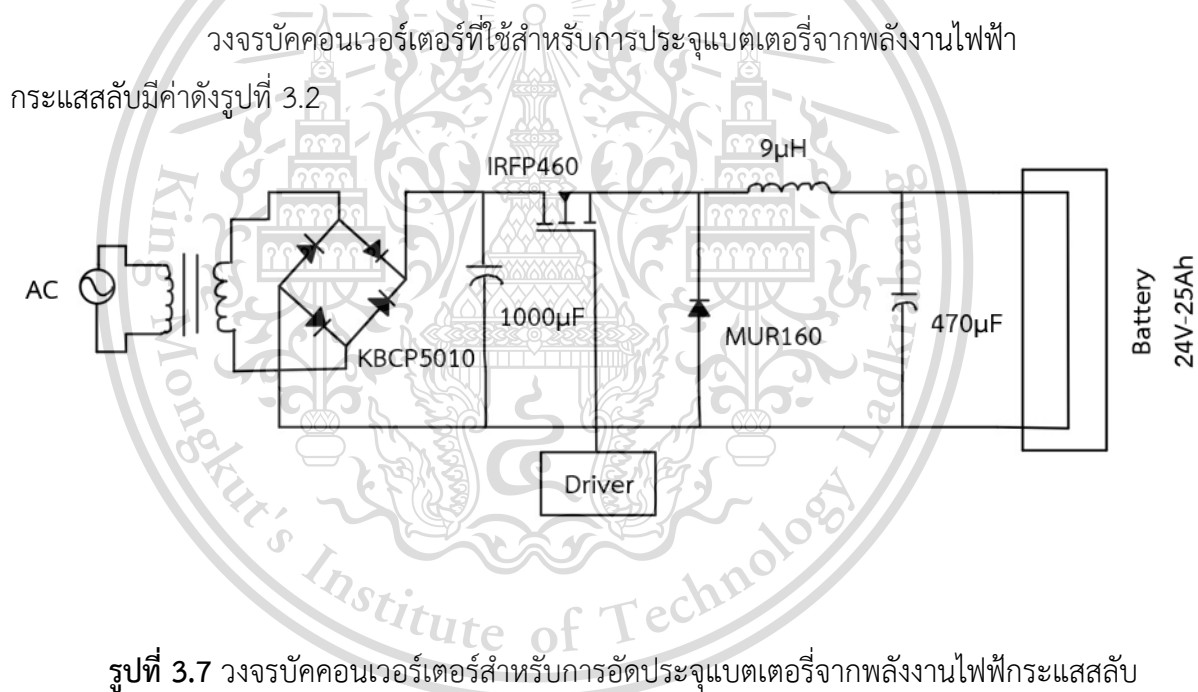 วงจรบัคคอนเวอร์เตอร์ที่ใช้สำหรับการประจุแบตเตอรี่จากพลังงานไฟฟ้า
กระแสสลับมีค่าดังรูปที่ 3.2
9µH
IRFP460
AC
1000µF
MUR160
470µF
KBCP5010
Battery
24V-25Ah
Driver
King Mongkut's Institute of Technology Ladkrabang
รูปที่ 3.7 วงจรบัคคอนเวอร์เตอร์สำหรับการอัดประจุแบตเตอรี่จากพลังงานไฟฟ้กระแสสลับ